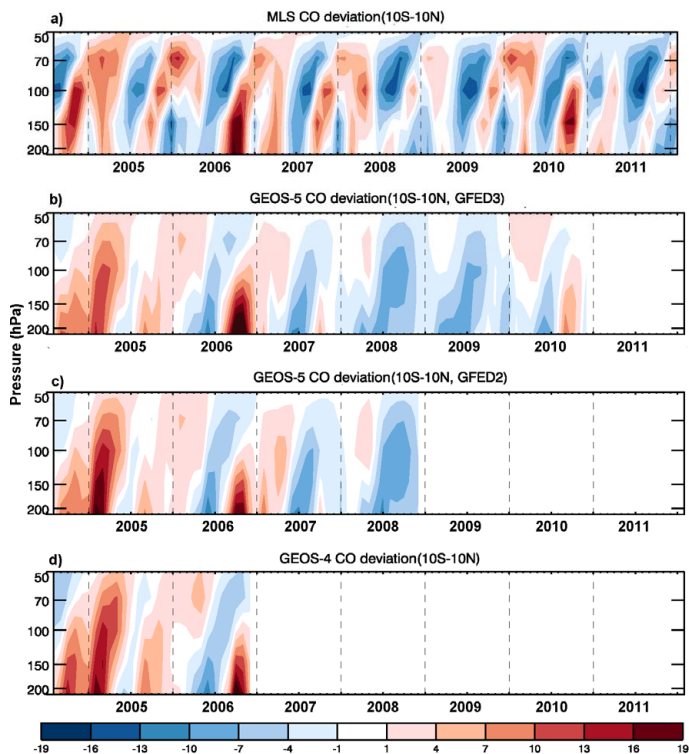 a) MLS CO deviation(10S-10N)
50
70
100
150
200
2005 2006 2007 2008 2009 2010 2011
b) GEOS-5 CO deviation(10S-10N, GFED3)
50
70
100
150
200
2005 2006 2007 2008 2009 2010 2011
Pressure (hPa)
c) GEOS-5 CO deviation(10S-10N, GFED2)
50
70
100
150
200
2005 2006 2007 2008 2009 2010 2011
d) GEOS-4 CO deviation(10S-10N)
50
70
100
150
200
2005 2006 2007 2008 2009 2010 2011
-19 -16 -13 -10 -7 -4 -1 1 4 7 10 13 16 19